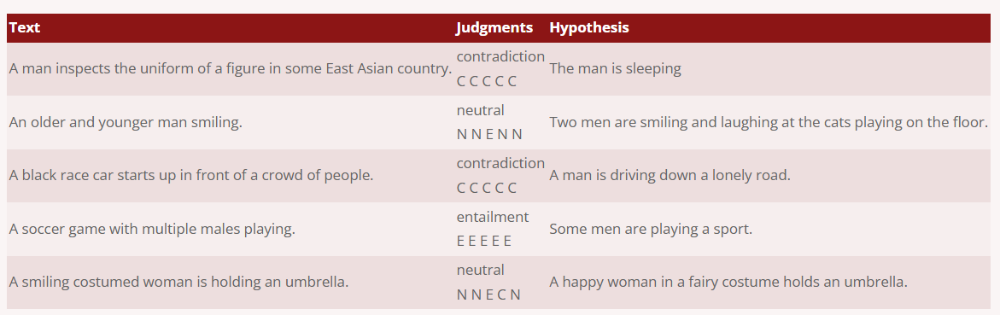 Text Judgments Hypothesis
A man inspects the uniform of a figure in some East Asian country. contradiction C C C C C The man is sleeping
An older and younger man smiling. neutral N N E N N Two men are smiling and laughing at the cats playing on the floor.
A black race car starts up in front of a crowd of people. contradiction C C C C C A man is driving down a lonely road.
A soccer game with multiple males playing. entailment E E E E E Some men are playing a sport.
A smiling costumed woman is holding an umbrella. neutral N N E C N A happy woman in a fairy costume holds an umbrella.